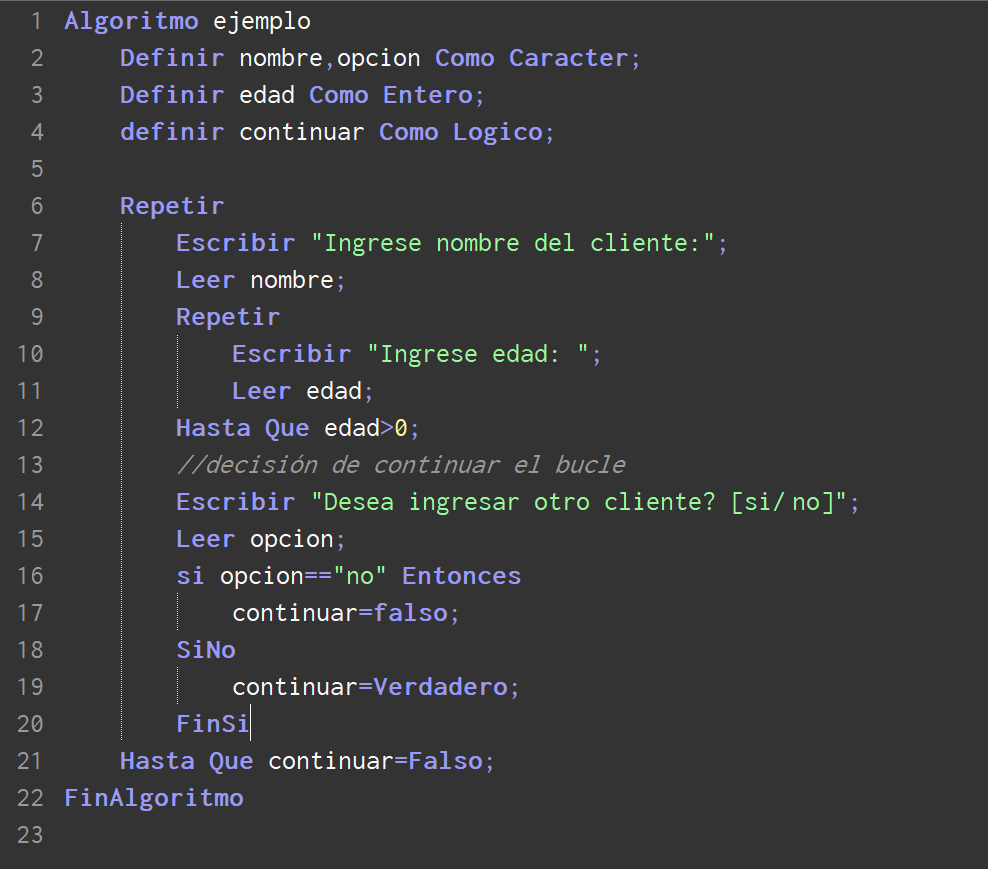 1 Algoritmo ejemplo
2 Definir nombre,opcion Como Caracter;
3 Definir edad Como Entero;
4 definir continuar Como Logico;
5
6 Repetir
7 Escribir "Ingrese nombre del cliente:";
8 Leer nombre;
9 Repetir
10 Escribir "Ingrese edad: ";
11 Leer edad;
12 Hasta Que edad>0;
13 //decisión de continuar el bucle
14 Escribir "Desea ingresar otro cliente? [si/no]";
15 Leer opcion;
16 si opcion=="no" Entonces
17 continuar=falso;
18 SiNo
19 continuar=Verdadero;
20 FinSi
21 Hasta Que continuar=Falso;
22 FinAlgoritmo
23